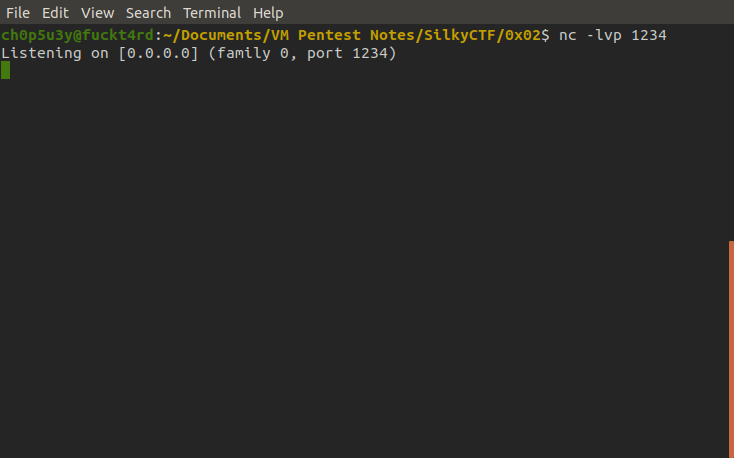 File Edit View Search Terminal Help
ch0p5u3y@fuckt4rd:~/Documents/VM Pentest Notes/SilkyCTF/0x02$ nc -lvp 1234
Listening on [0.0.0.0] (family 0, port 1234)